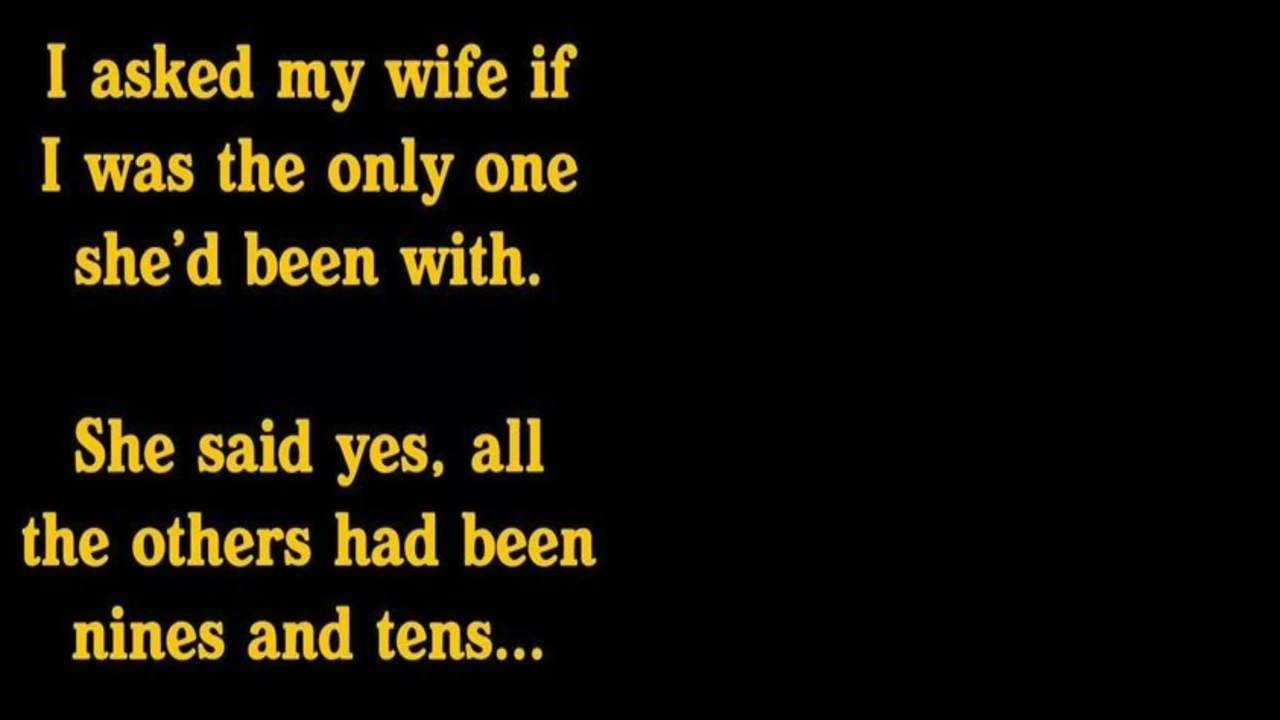 I asked my wife if
I was the only one
she’d been with.
She said yes, all
the others had been
nines and tens...